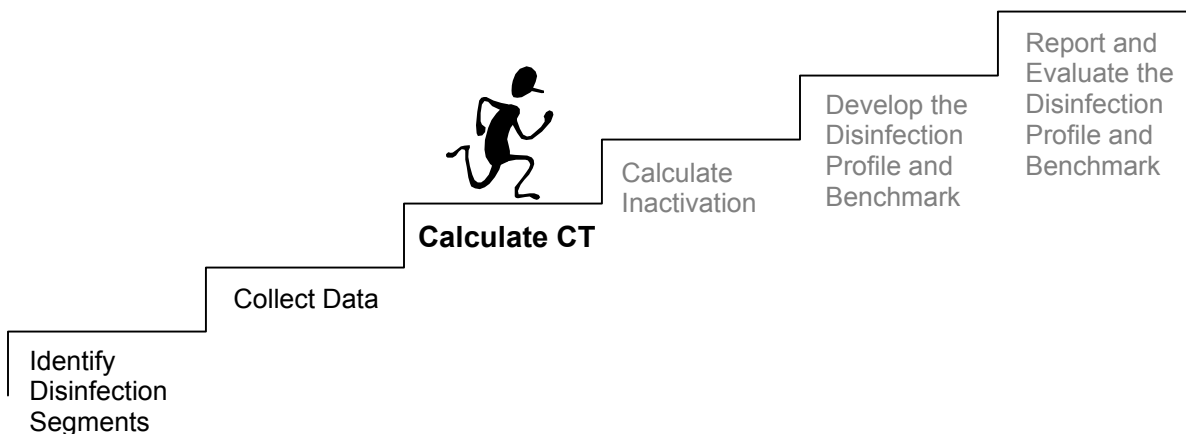 Identify
Disinfection
Segments
Collect Data
Calculate CT
Calculate
Inactivation
Develop the
Disinfection
Profile and
Benchmark
Report and
Evaluate the
Disinfection
Profile and
Benchmark